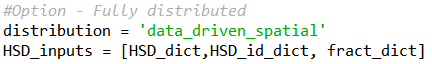 #Option - Fully distributed
distribution = 'data_driven_spatial'
HSD_inputs = [HSD_dict,HSD_id_dict, fract_dict]